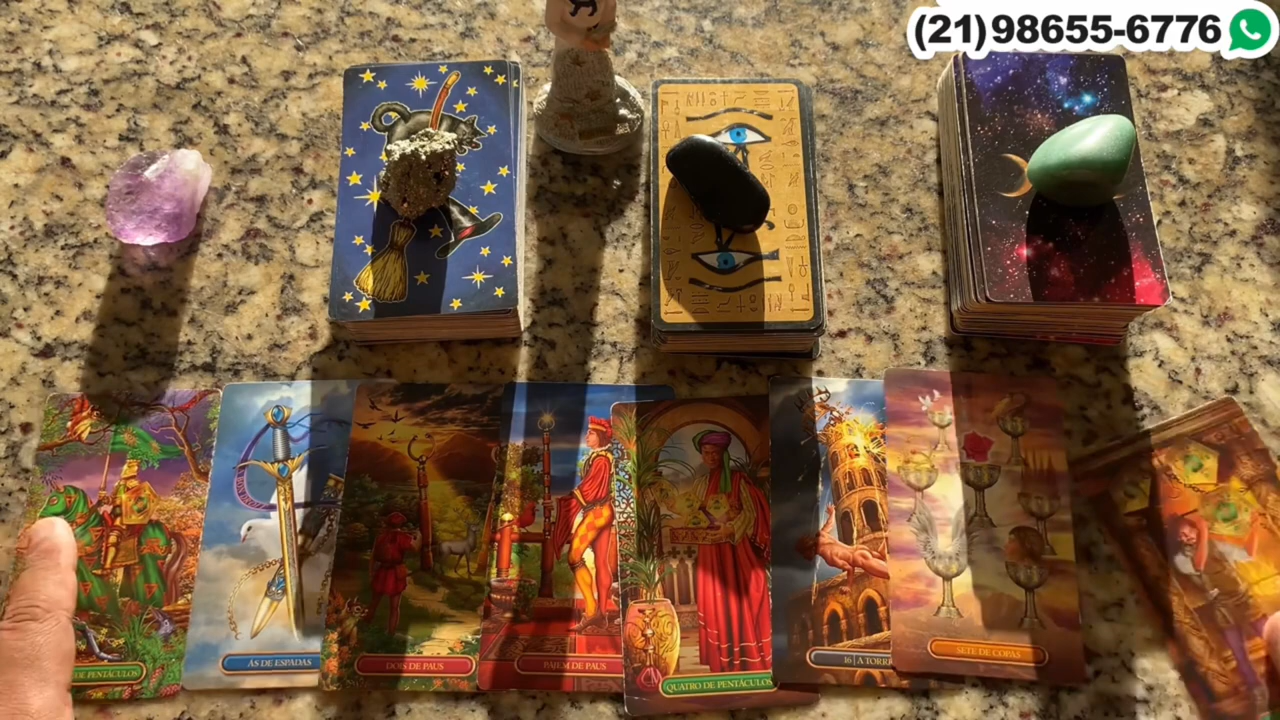 (21)98655-6776
DE PENTÁCULOS
ÁS DE ESPADAS
DOIS DE PAUS
PAJEM DE PAUS
QUATRO DE PENTÁCULOS
16 | A TORRE
SETE DE COPAS